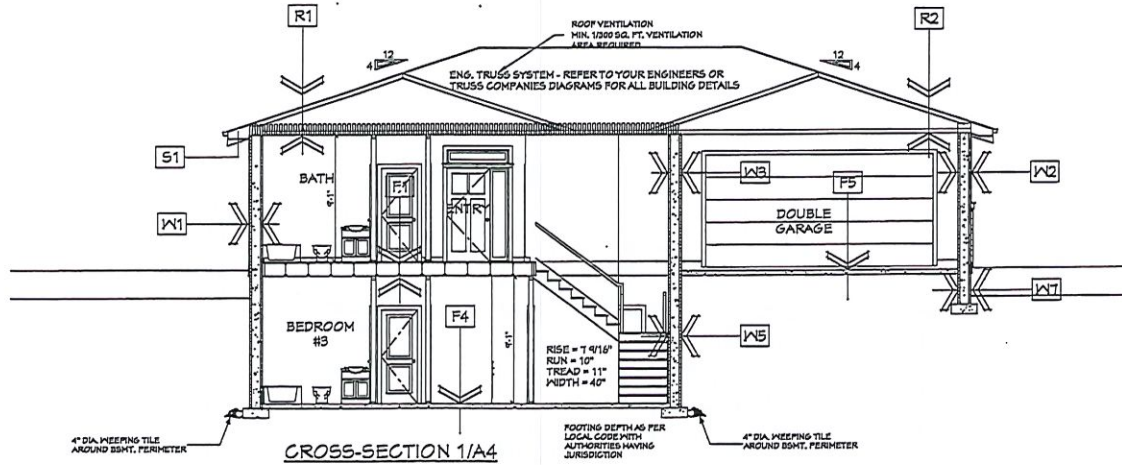 R1
R2
ROOF VENTILATION
MIN. 1/300 SQ. FT. VENTILATION
AREA REQUIRED
12
4
12
4
ENG. TRUSS SYSTEM - REFER TO YOUR ENGINEERS OR
TRUSS COMPANIES DIAGRAMS FOR ALL BUILDING DETAILS
S1
BATH
9'-1"
F1
ENTRY
W3
F5
W2
W1
DOUBLE
GARAGE
W7
BEDROOM
#3
F4
9'-1"
W5
RISE = 7 9/16"
RUN = 10"
TREAD = 11"
WIDTH = 40"
4" DIA. WEEPING TILE
AROUND BSMT. PERIMETER
CROSS-SECTION 1/A4
FOOTING DEPTH AS PER
LOCAL CODE WITH
AUTHORITIES HAVING
JURISDICTION
4" DIA. WEEPING TILE
AROUND BSMT. PERIMETER